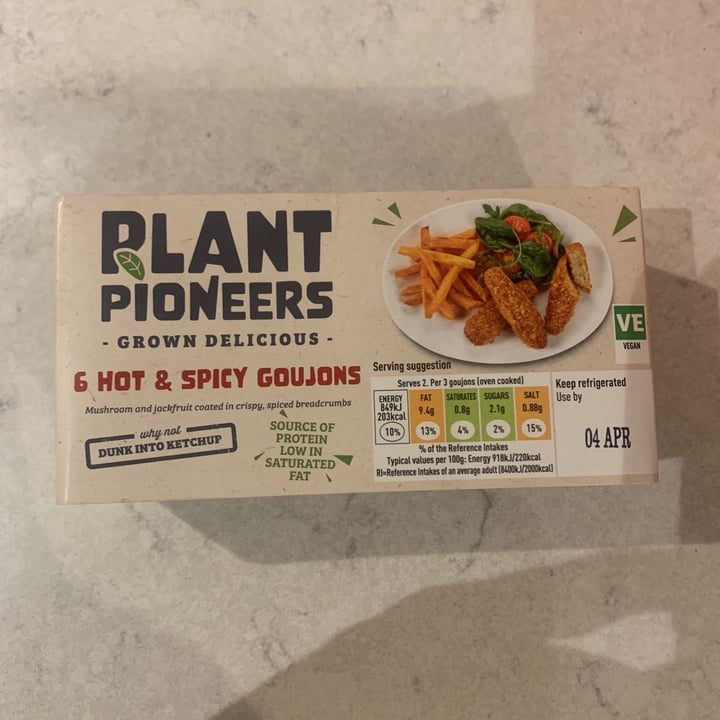 PLANT
PIONEERS
- GROWN DELICIOUS -
6 HOT & SPICY GOUJONS
Mushroom and jackfruit coated in crispy, spiced breadcrumbs
why not
DUNK INTO KETCHUP
SOURCE OF
PROTEIN
LOW IN
SATURATED
FAT
VE
VEGAN
Serving suggestion
Serves 2. Per 3 goujons (oven cooked)
ENERGY FAT SATURATES SUGARS SALT
849kJ 9.4g 0.8g 2.1g 0.88g
203kcal
10% 13% 4% 2% 15%
% of the Reference Intakes
Typical values per 100g: Energy 918kJ/220kcal
RI=Reference Intakes of an average adult (8400kJ/2000kcal)
Keep refrigerated
Use by
04 APR